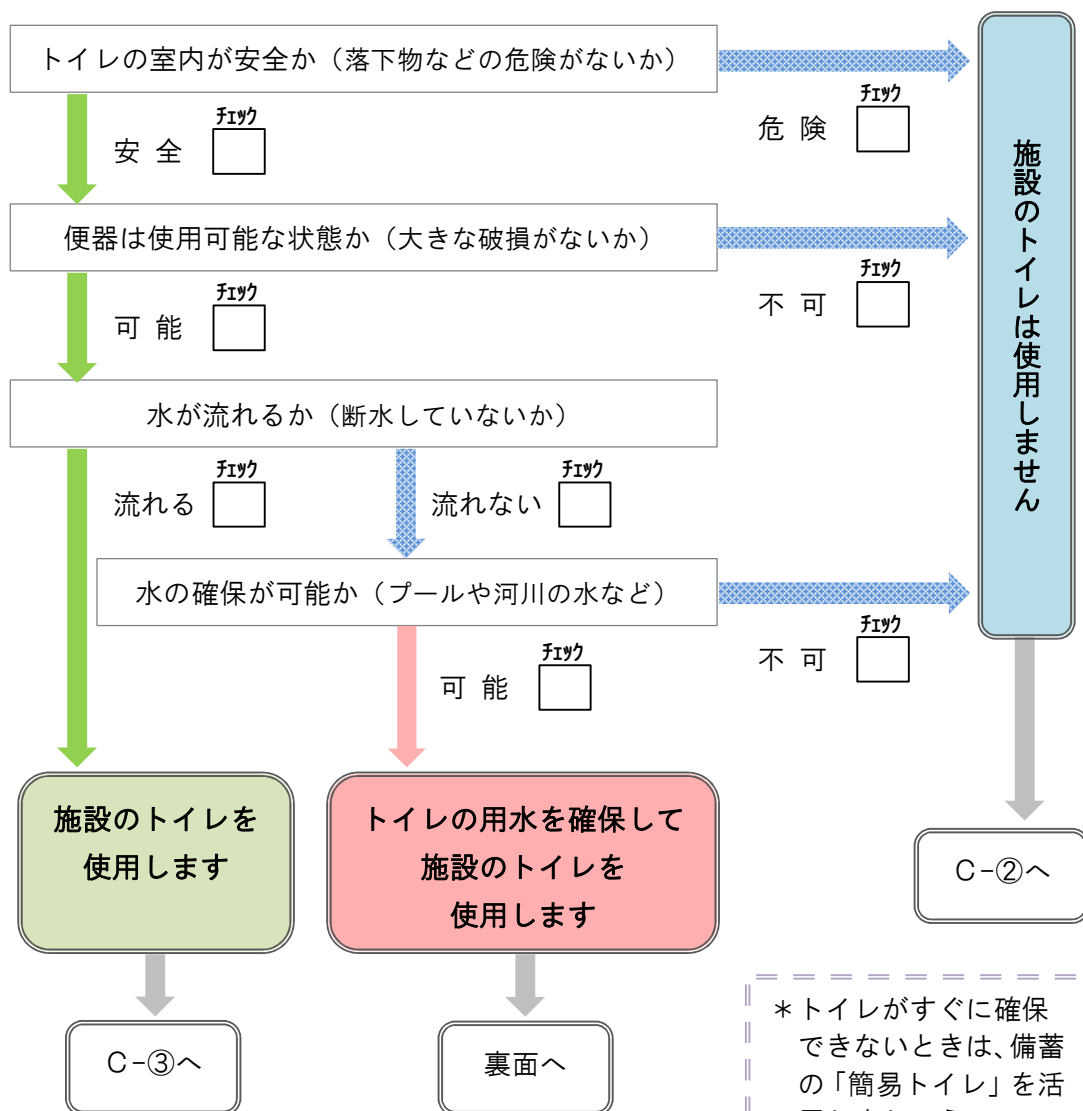 トイレの室内が安全か（落下物などの危険がないか）
チェック
安 全
チェック
危 険
便器は使用可能な状態か（大きな破損がないか）
チェック
可 能
チェック
不 可
水が流れるか（断水していないか）
チェック
流れる
チェック
流れない
水の確保が可能か（プールや河川の水など）
チェック
可 能
チェック
不 可
施設のトイレは使用しません
施設のトイレを
使用します
トイレの用水を確保して
施設のトイレを
使用します
C-②へ
C-③へ
裏面へ
＊トイレがすぐに確保
できないときは、備蓄
の「簡易トイレ」を活